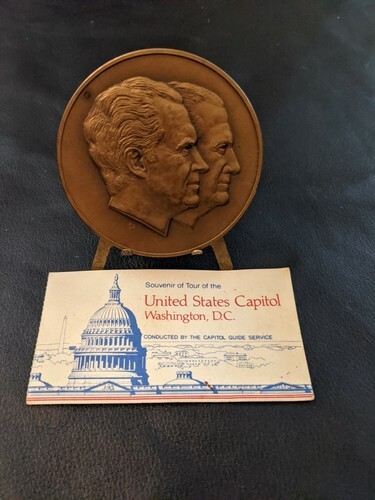 Souvenir of Tour of the
United States Capitol
Washington, D.C.
CONDUCTED BY THE CAPITOL GUIDE SERVICE